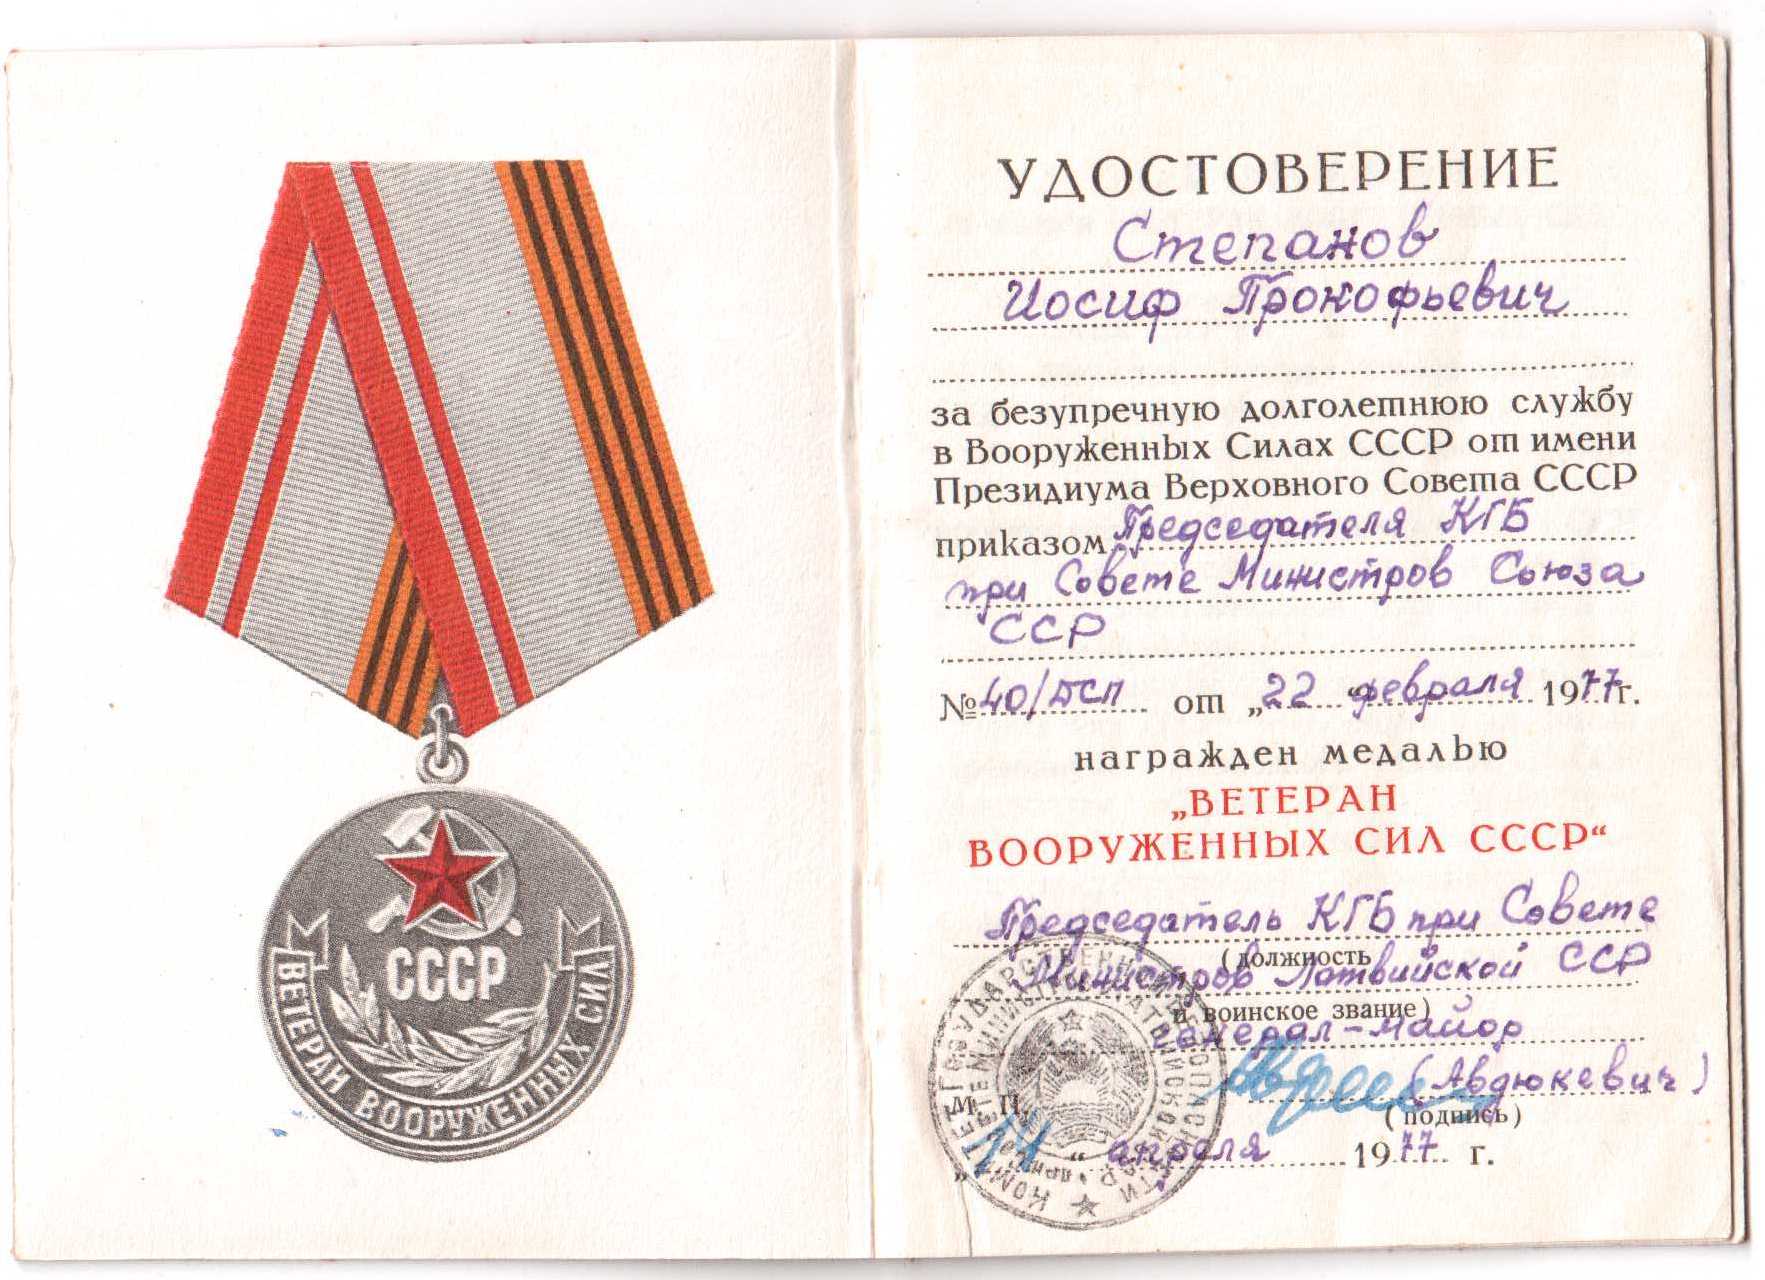 СССР
ВЕТЕРАН ВООРУЖЕННЫХ СИЛ
УДОСТОВЕРЕНИЕ
Степанов
Иосиф Прокофьевич
за безупречную долголетнюю службу
в Вооруженных Силах СССР от имени
Президиума Верховного Совета СССР
приказом Председателя КГБ
при Совете Министров Союза
ССР
№ 40/ДСП от „22 “ февраля 1977 г.
награжден медалью
„ВЕТЕРАН
ВООРУЖЕННЫХ СИЛ СССР“
Председатель КГБ при Совете
(должность
Министров Латвийской ССР
и воинское звание)
генерал-майор
(Авдюкевич)
М. П.
(подпись)
„14 “ апреля 1977 г.